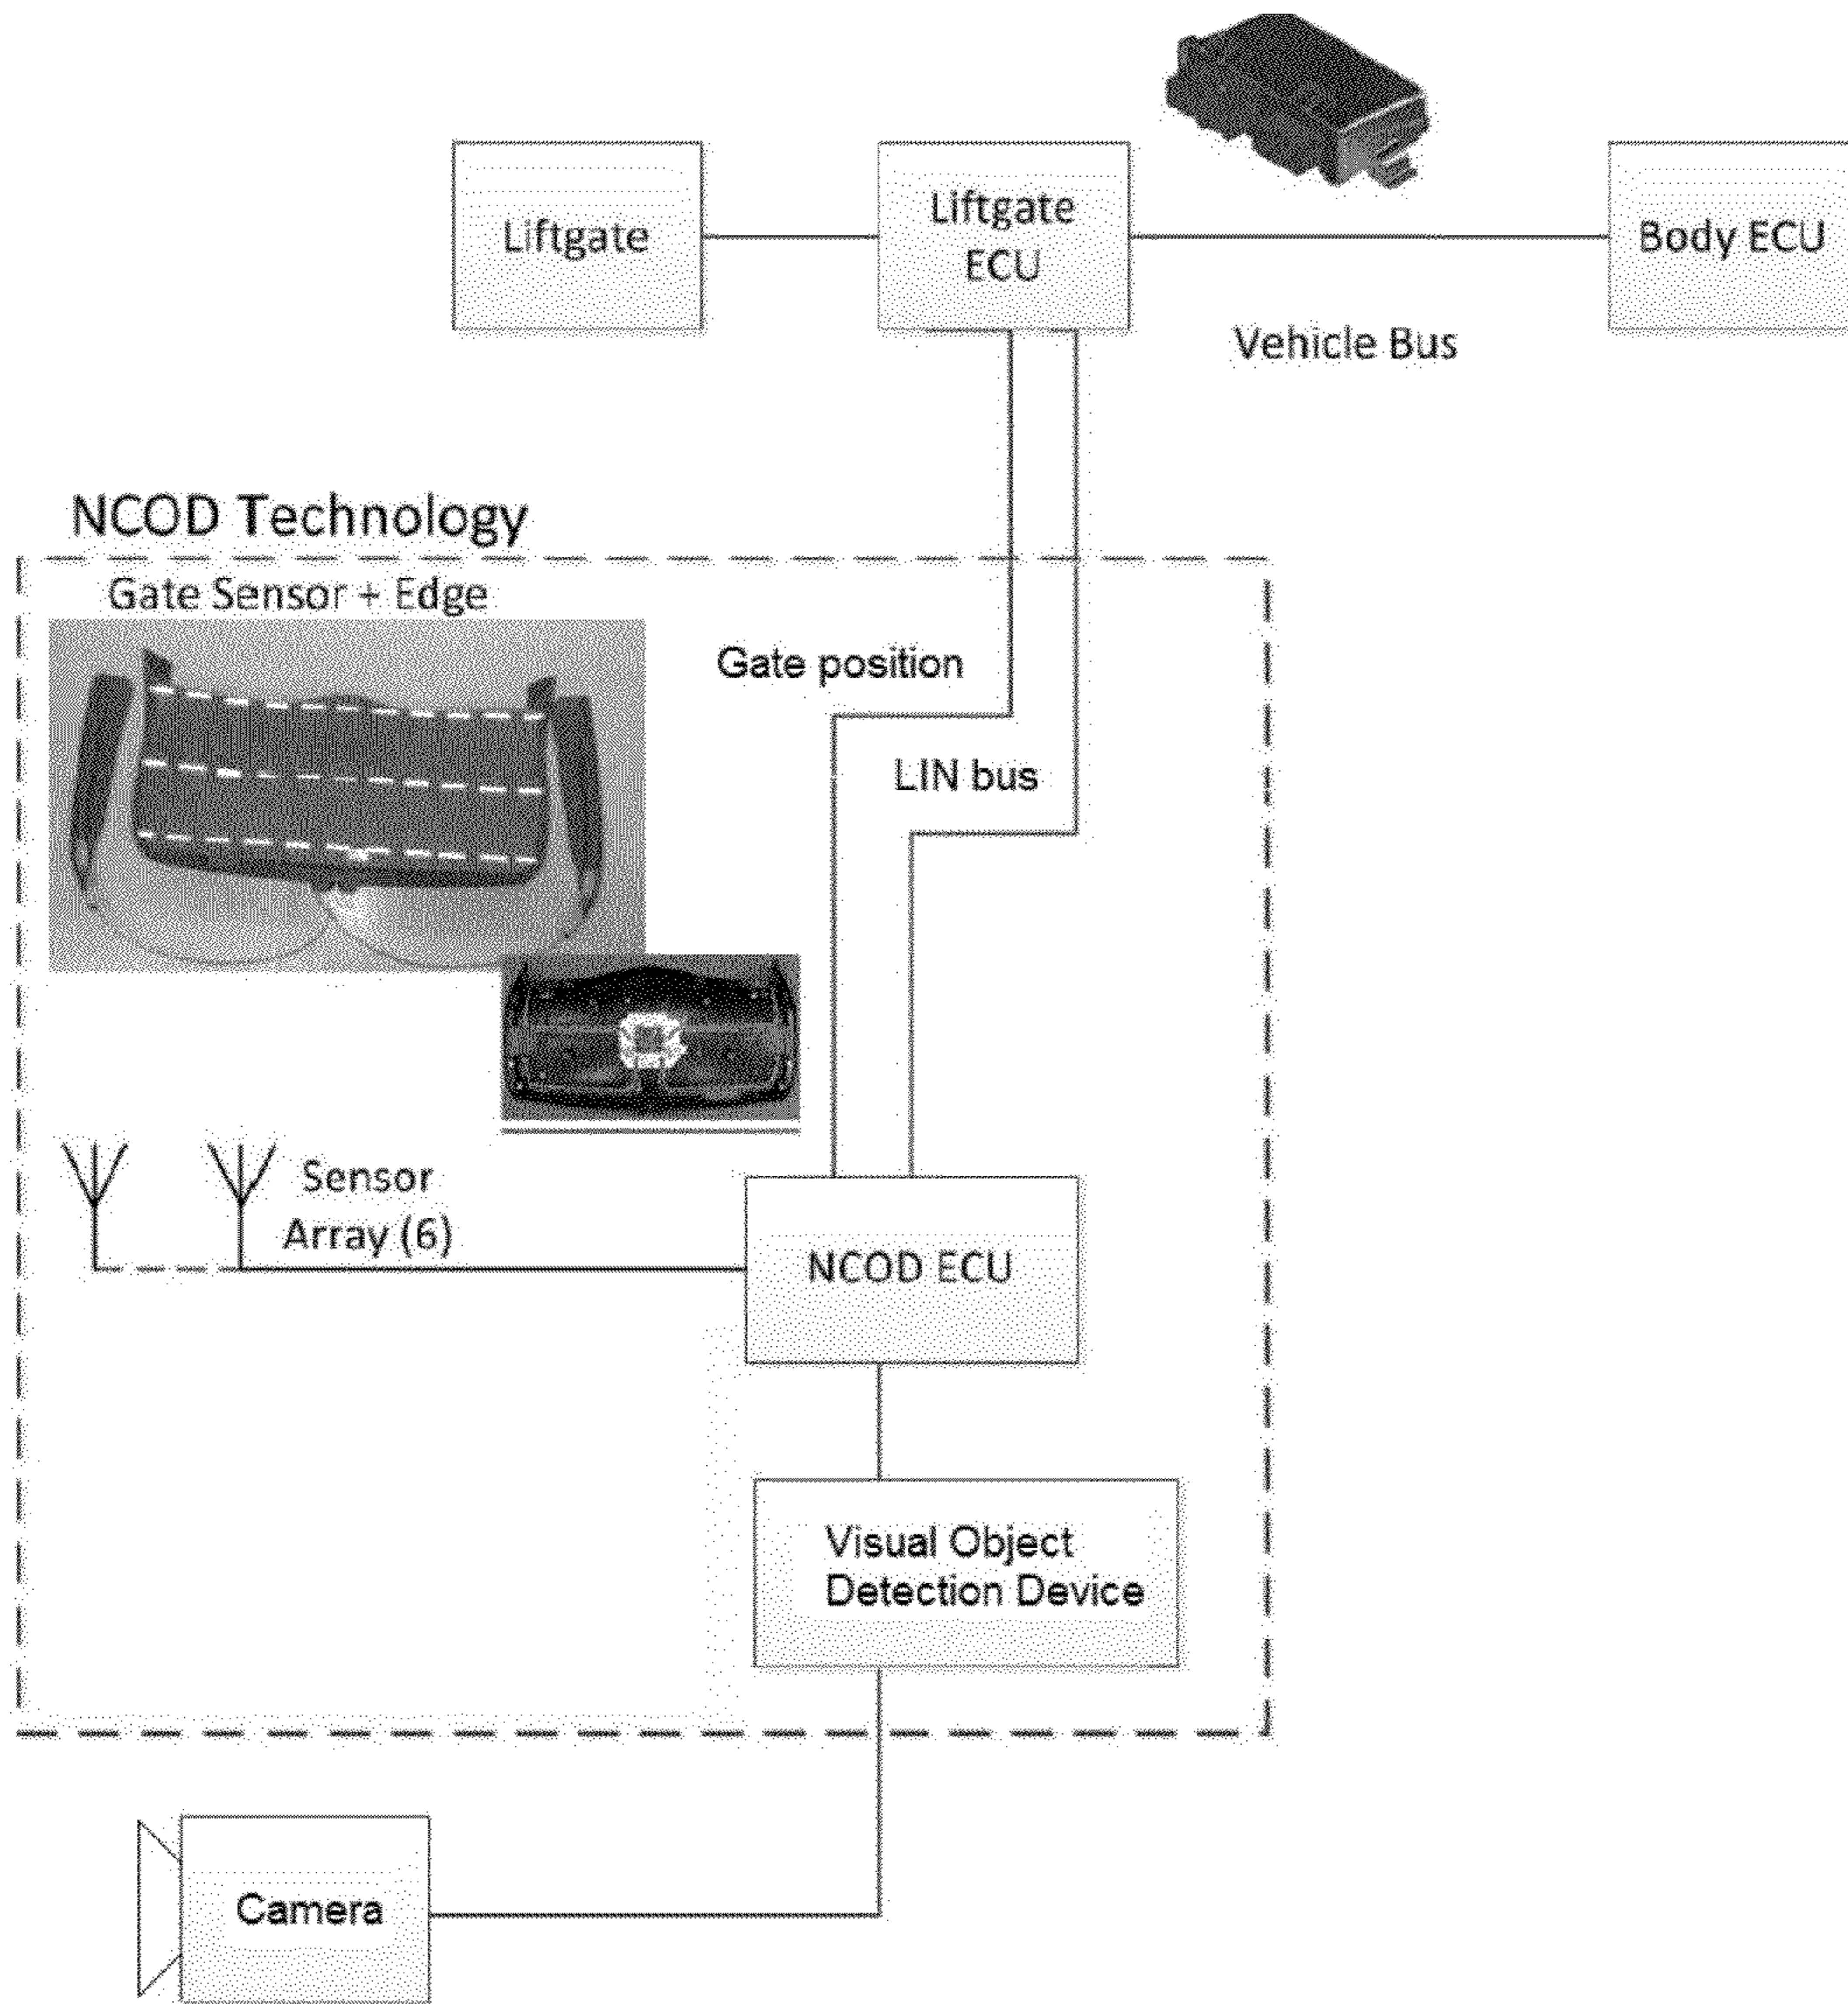 Liftgate
Liftgate
ECU
Body ECU
Vehicle Bus
NCOD Technology
Gate Sensor + Edge
Gate position
LIN bus
Sensor
Array (6)
NCOD ECU
Visual Object
Detection Device
Camera